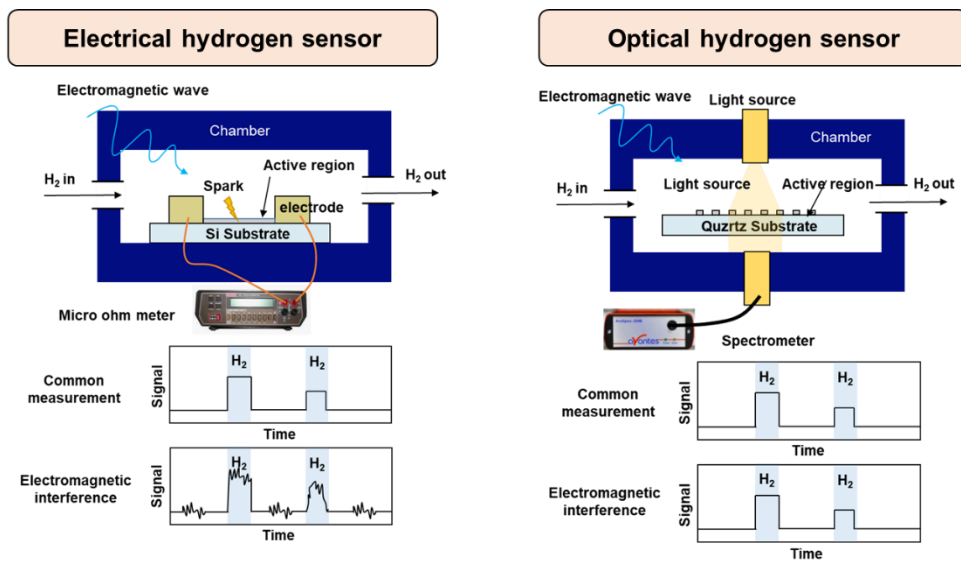 Electrical hydrogen sensor
Electromagnetic wave
Chamber
H₂ in
Spark
Active region
electrode
H₂ out
Si Substrate
Micro ohm meter
Common
measurement
Signal
H₂
H₂
Time
Electromagnetic
interference
Signal
H₂
H₂
Time
Optical hydrogen sensor
Electromagnetic wave
Light source
Chamber
H₂ in
Light source
Active region
H₂ out
Quzrtz Substrate
Spectrometer
Common
measurement
Signal
H₂
H₂
Time
Electromagnetic
interference
Signal
H₂
H₂
Time